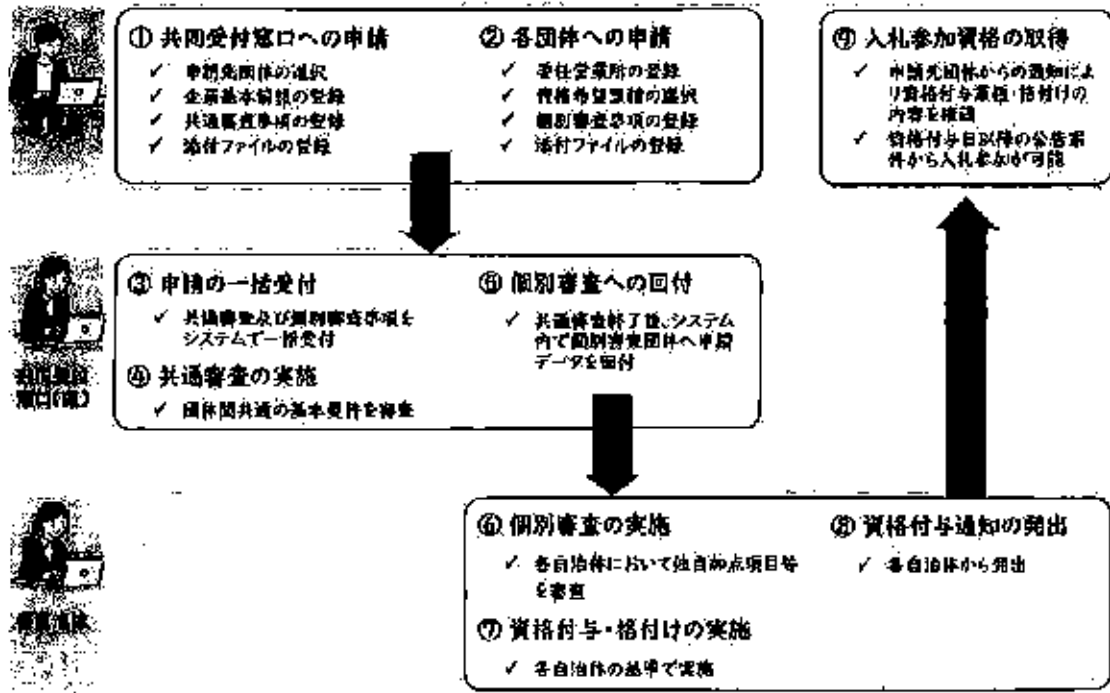 ① 共同受付窓口への申請
✓ 申請先団体の選択
✓ 企業基本情報の登録
✓ 共通審査事項の登録
✓ 添付ファイルの登録
② 各団体への申請
✓ 委任営業所の登録
✓ 資格希望業種の選択
✓ 個別審査事項の登録
✓ 添付ファイルの登録
⑨ 入札参加資格の取得
✓ 申請先団体からの通知によ
り資格付与業種・格付けの
内容を確認
✓ 資格付与日以降の公告案
件から入札参加が可能
③ 申請の一括受付
✓ 共通審査及び個別審査事項を
システムで一括受付
④ 共通審査の実施
✓ 団体間共通の基本要件を審査
⑤ 個別審査への回付
✓ 共通審査終了後、システム
内で個別審査団体へ申請
データを回付
共同受付
窓口(県)
⑥ 個別審査の実施
✓ 各自治体において独自加点項目等
を審査
⑦ 資格付与・格付けの実施
✓ 各自治体の基準で実施
⑧ 資格付与通知の発出
✓ 各自治体から発出